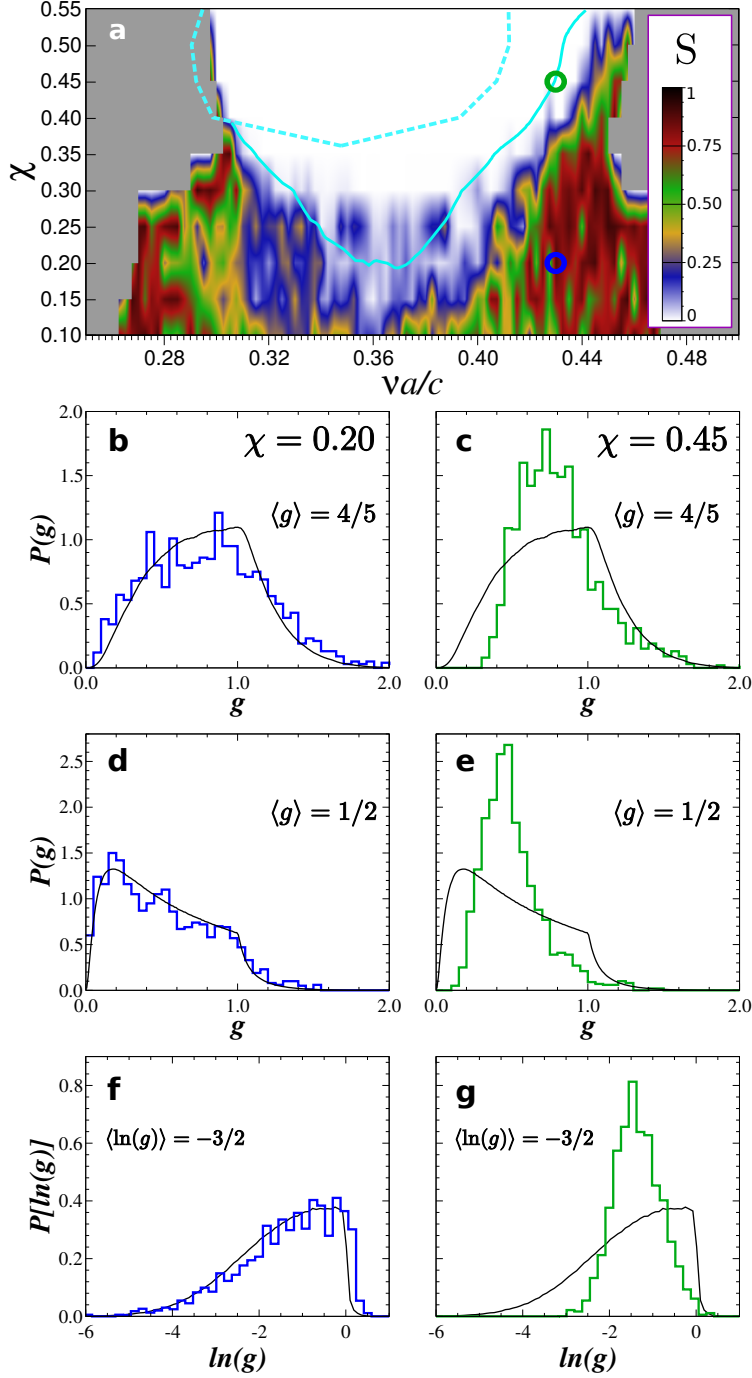 a
S
χ
0.55
0.50
0.45
0.40
0.35
0.30
0.25
0.20
0.15
0.10
1
0.75
0.50
0.25
0
0.28 0.32 0.36 0.40 0.44 0.48
νa/c
b χ = 0.20
⟨g⟩ = 4/5
P(g)
2.0
1.5
1.0
0.5
0.0
0.0 1.0 2.0
g
c χ = 0.45
⟨g⟩ = 4/5
0.0 1.0 2.0
g
d
⟨g⟩ = 1/2
P(g)
2.5
2.0
1.5
1.0
0.5
0.0
0.0 1.0 2.0
g
e
⟨g⟩ = 1/2
0.0 1.0 2.0
g
f
⟨ln(g)⟩ = −3/2
P[ln(g)]
0.8
0.6
0.4
0.2
0.0
-6 -4 -2 0
ln(g)
g
⟨ln(g)⟩ = −3/2
-6 -4 -2 0
ln(g)